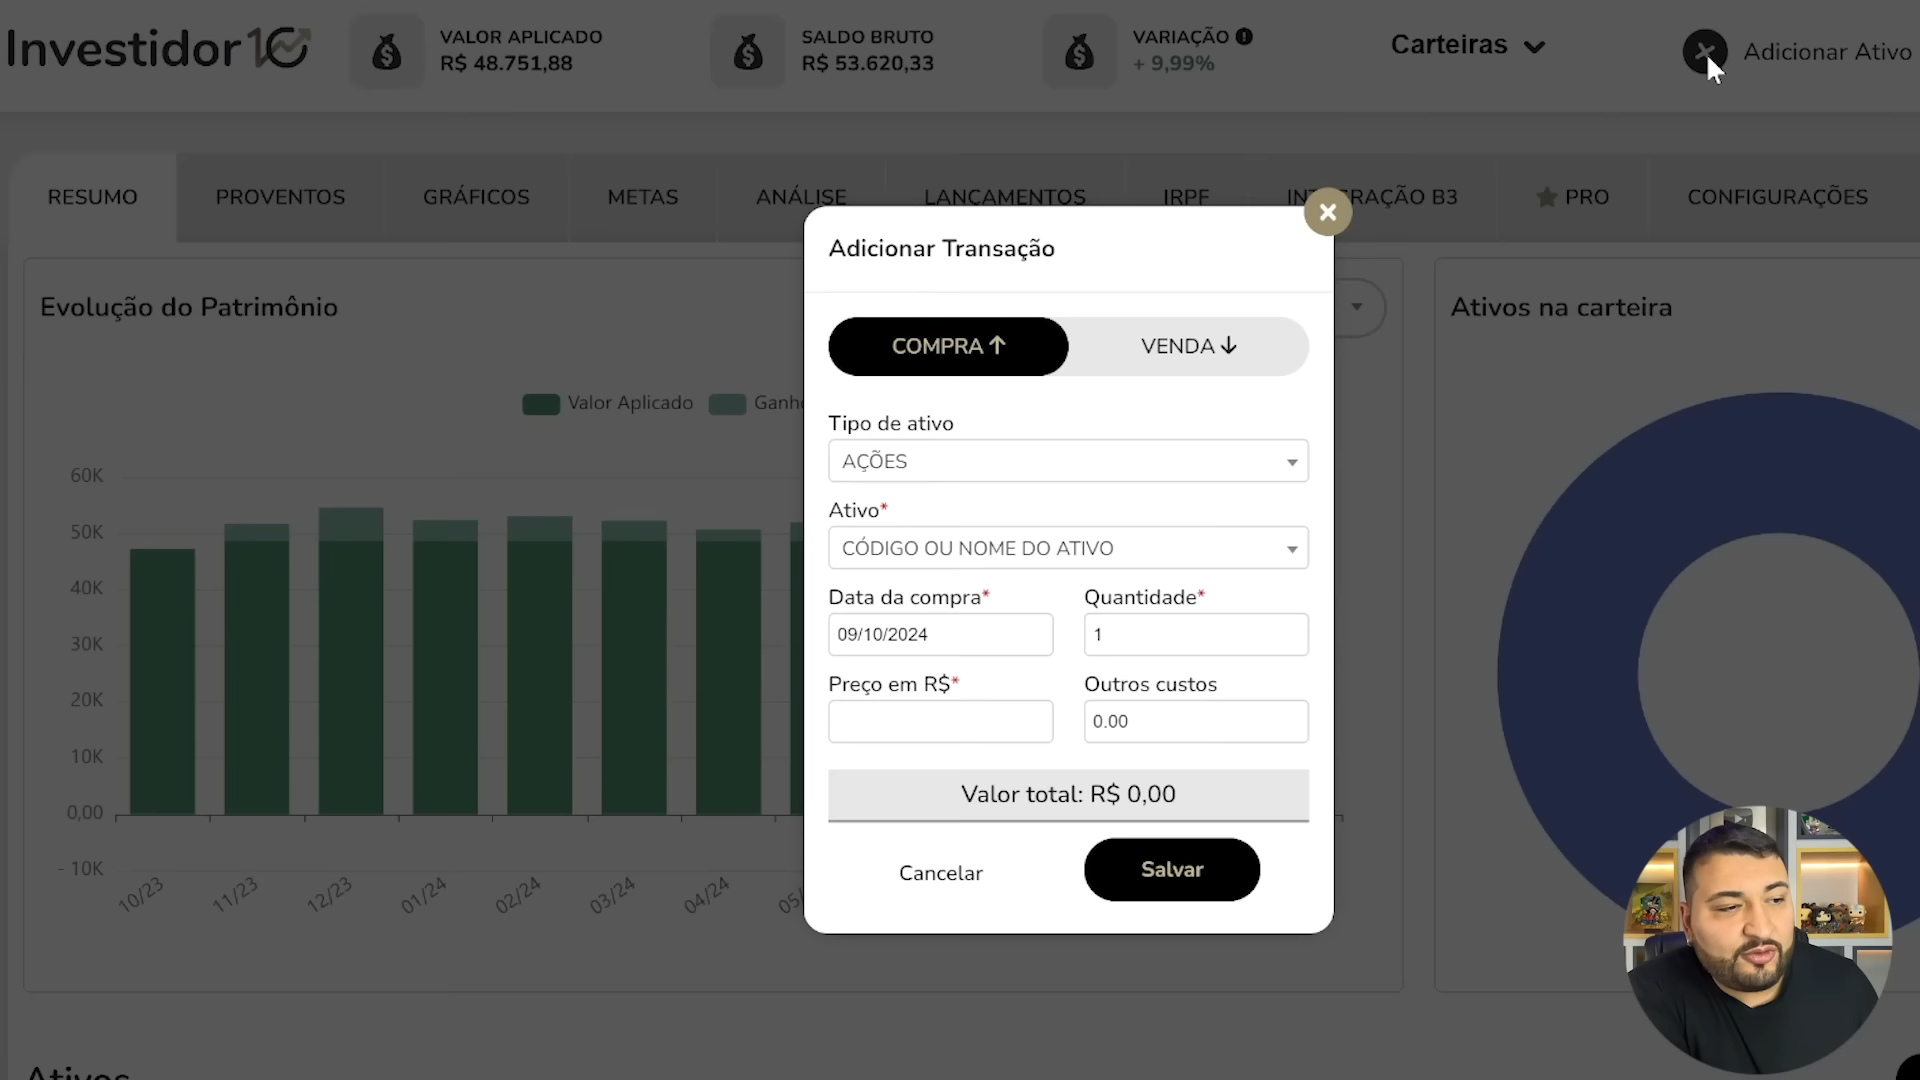 Investidor10
VALOR APLICADO
R$ 48.751,88
SALDO BRUTO
R$ 53.620,33
VARIAÇÃO
+ 9,99%
Carteiras
Adicionar Ativo
RESUMO
PROVENTOS
GRÁFICOS
METAS
ANÁLISE
LANÇAMENTOS
IRPF
INTEGRAÇÃO B3
PRO
CONFIGURAÇÕES
Evolução do Patrimônio
Valor Aplicado
60K
50K
40K
30K
20K
10K
0,00
- 10K
10/23
11/23
12/23
01/24
02/24
03/24
04/24
Adicionar Transação
COMPRA
VENDA
Tipo de ativo
AÇÕES
Ativo*
CÓDIGO OU NOME DO ATIVO
Data da compra*
Quantidade*
09/10/2024
1
Preço em R$*
Outros custos
0.00
Valor total: R$ 0,00
Cancelar
Salvar
Ativos na carteira
Ativos